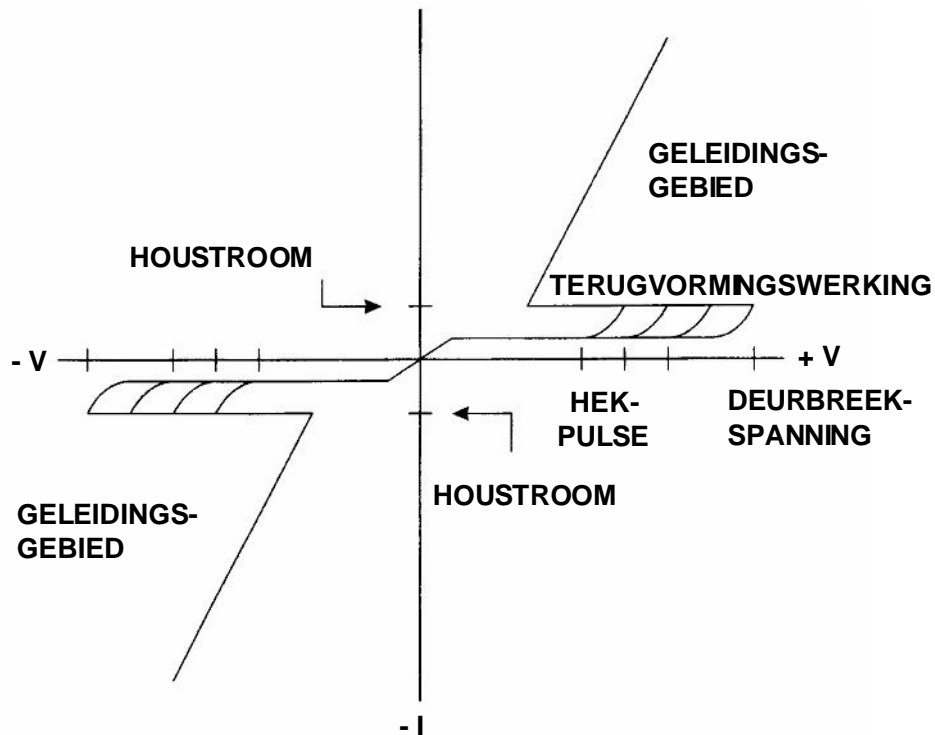 GELEIDINGS-
GEBIED
HOUSTROOM
TERUGVORMINGSWERKING
- V
+ V
HEK-
PULSE
DEURBREEK-
SPANNING
HOUSTROOM
GELEIDINGS-
GEBIED
- I